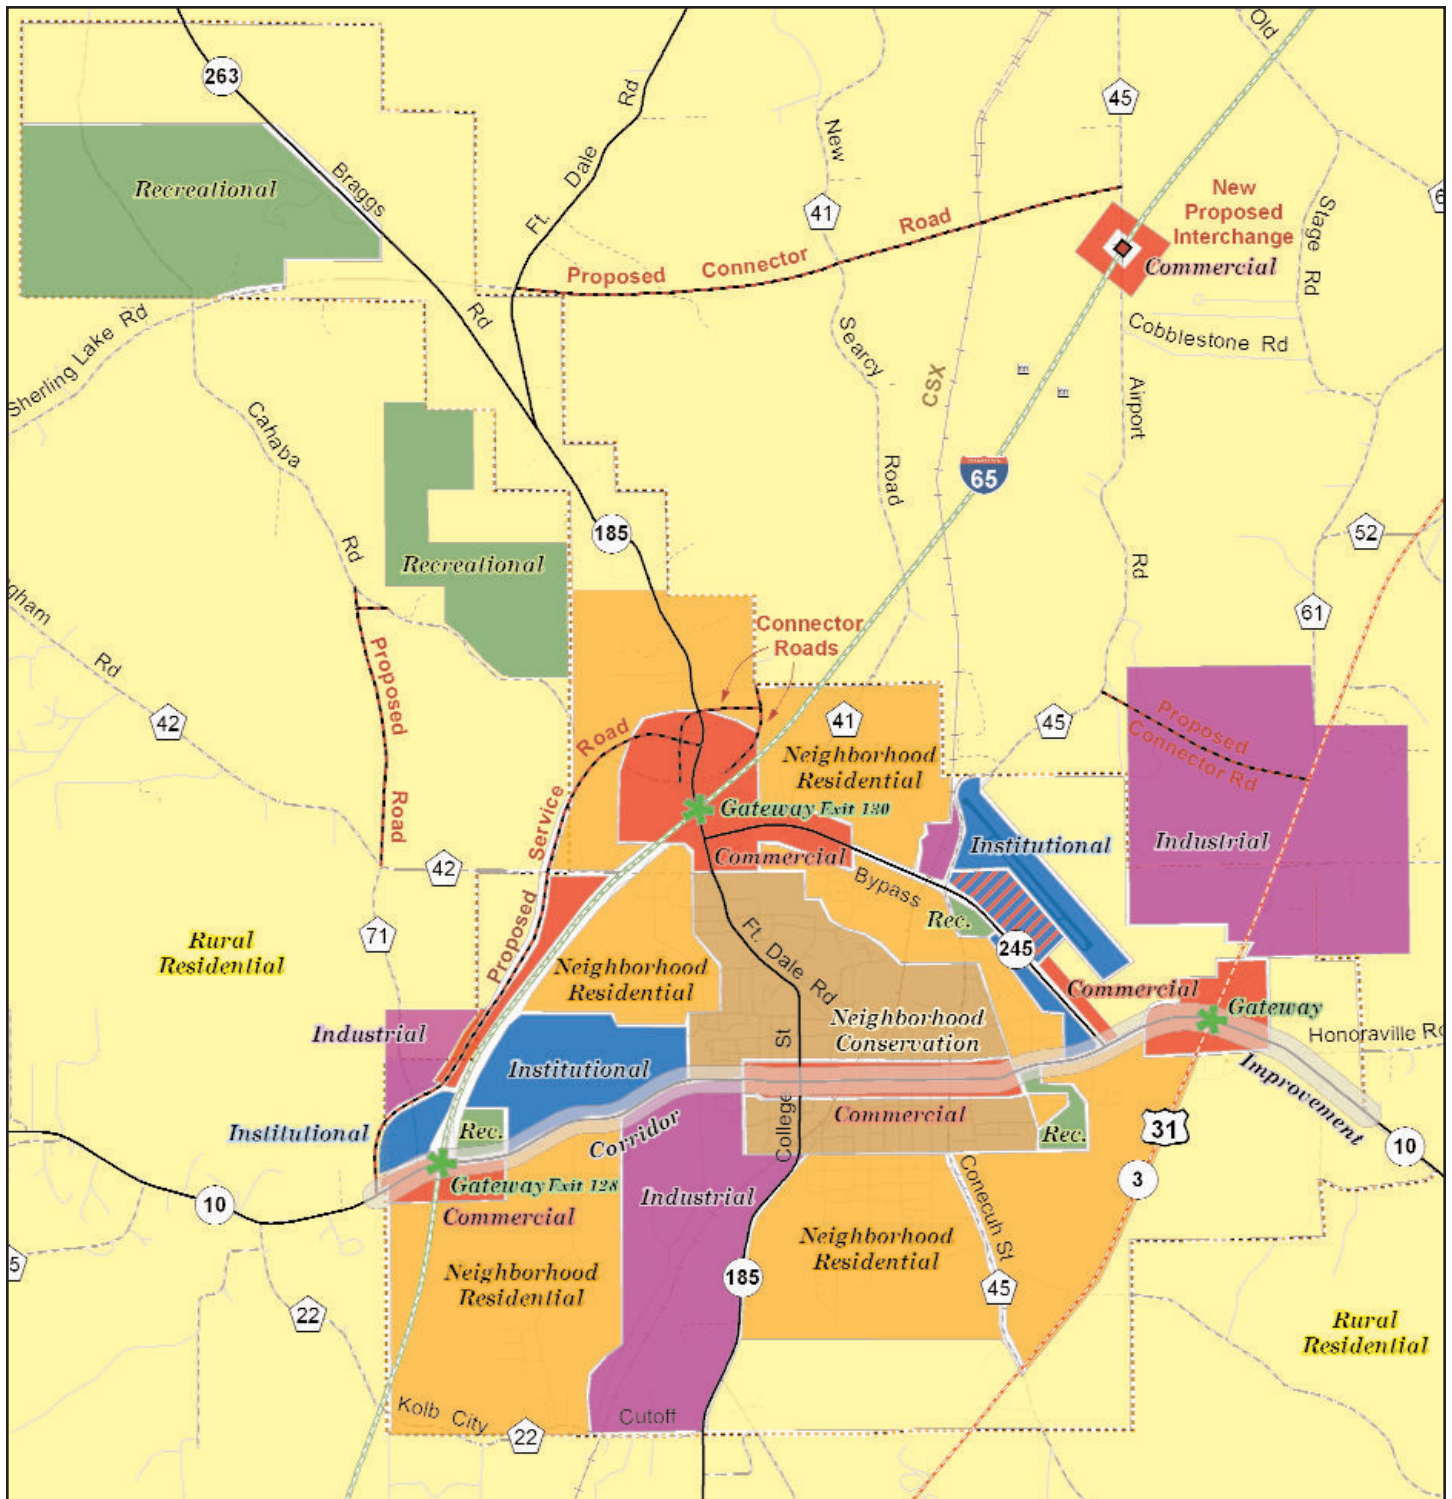 Old
263
Rd
45
Dale
New
Recreational
Braggs
6
Ft.
41
Road
New
Proposed
Interchange
Stage Rd
Connector
Proposed
Commercial
Rd
Sherling Lake Rd
Cobblestone Rd
Searcy
CSX
Airport
Cahaba
65
Road
185
52
Rd
Recreational
Rd
gham
61
Connector
Roads
Rd
Proposed
42
Road
41
45
Proposed
Connector Rd
Neighborhood
Residential
Road
Service
Gateway Exit 130
Institutional
Industrial
Commercial
42
Bypass
Rec.
Proposed
71
Ft. Dale Rd
245
Rural
Residential
Neighborhood
Residential
Commercial
Gateway
Neighborhood
Conservation
Industrial
St
Honoraville Rd
Institutional
Improvement
Commercial
College
Institutional
Rec.
Corridor
Rec.
31
10
Conecuh St
3
Gateway Exit 128
Industrial
10
Commercial
Neighborhood
Residential
5
Neighborhood
Residential
185
45
22
Rural
Residential
Kolb City
Cutoff
22